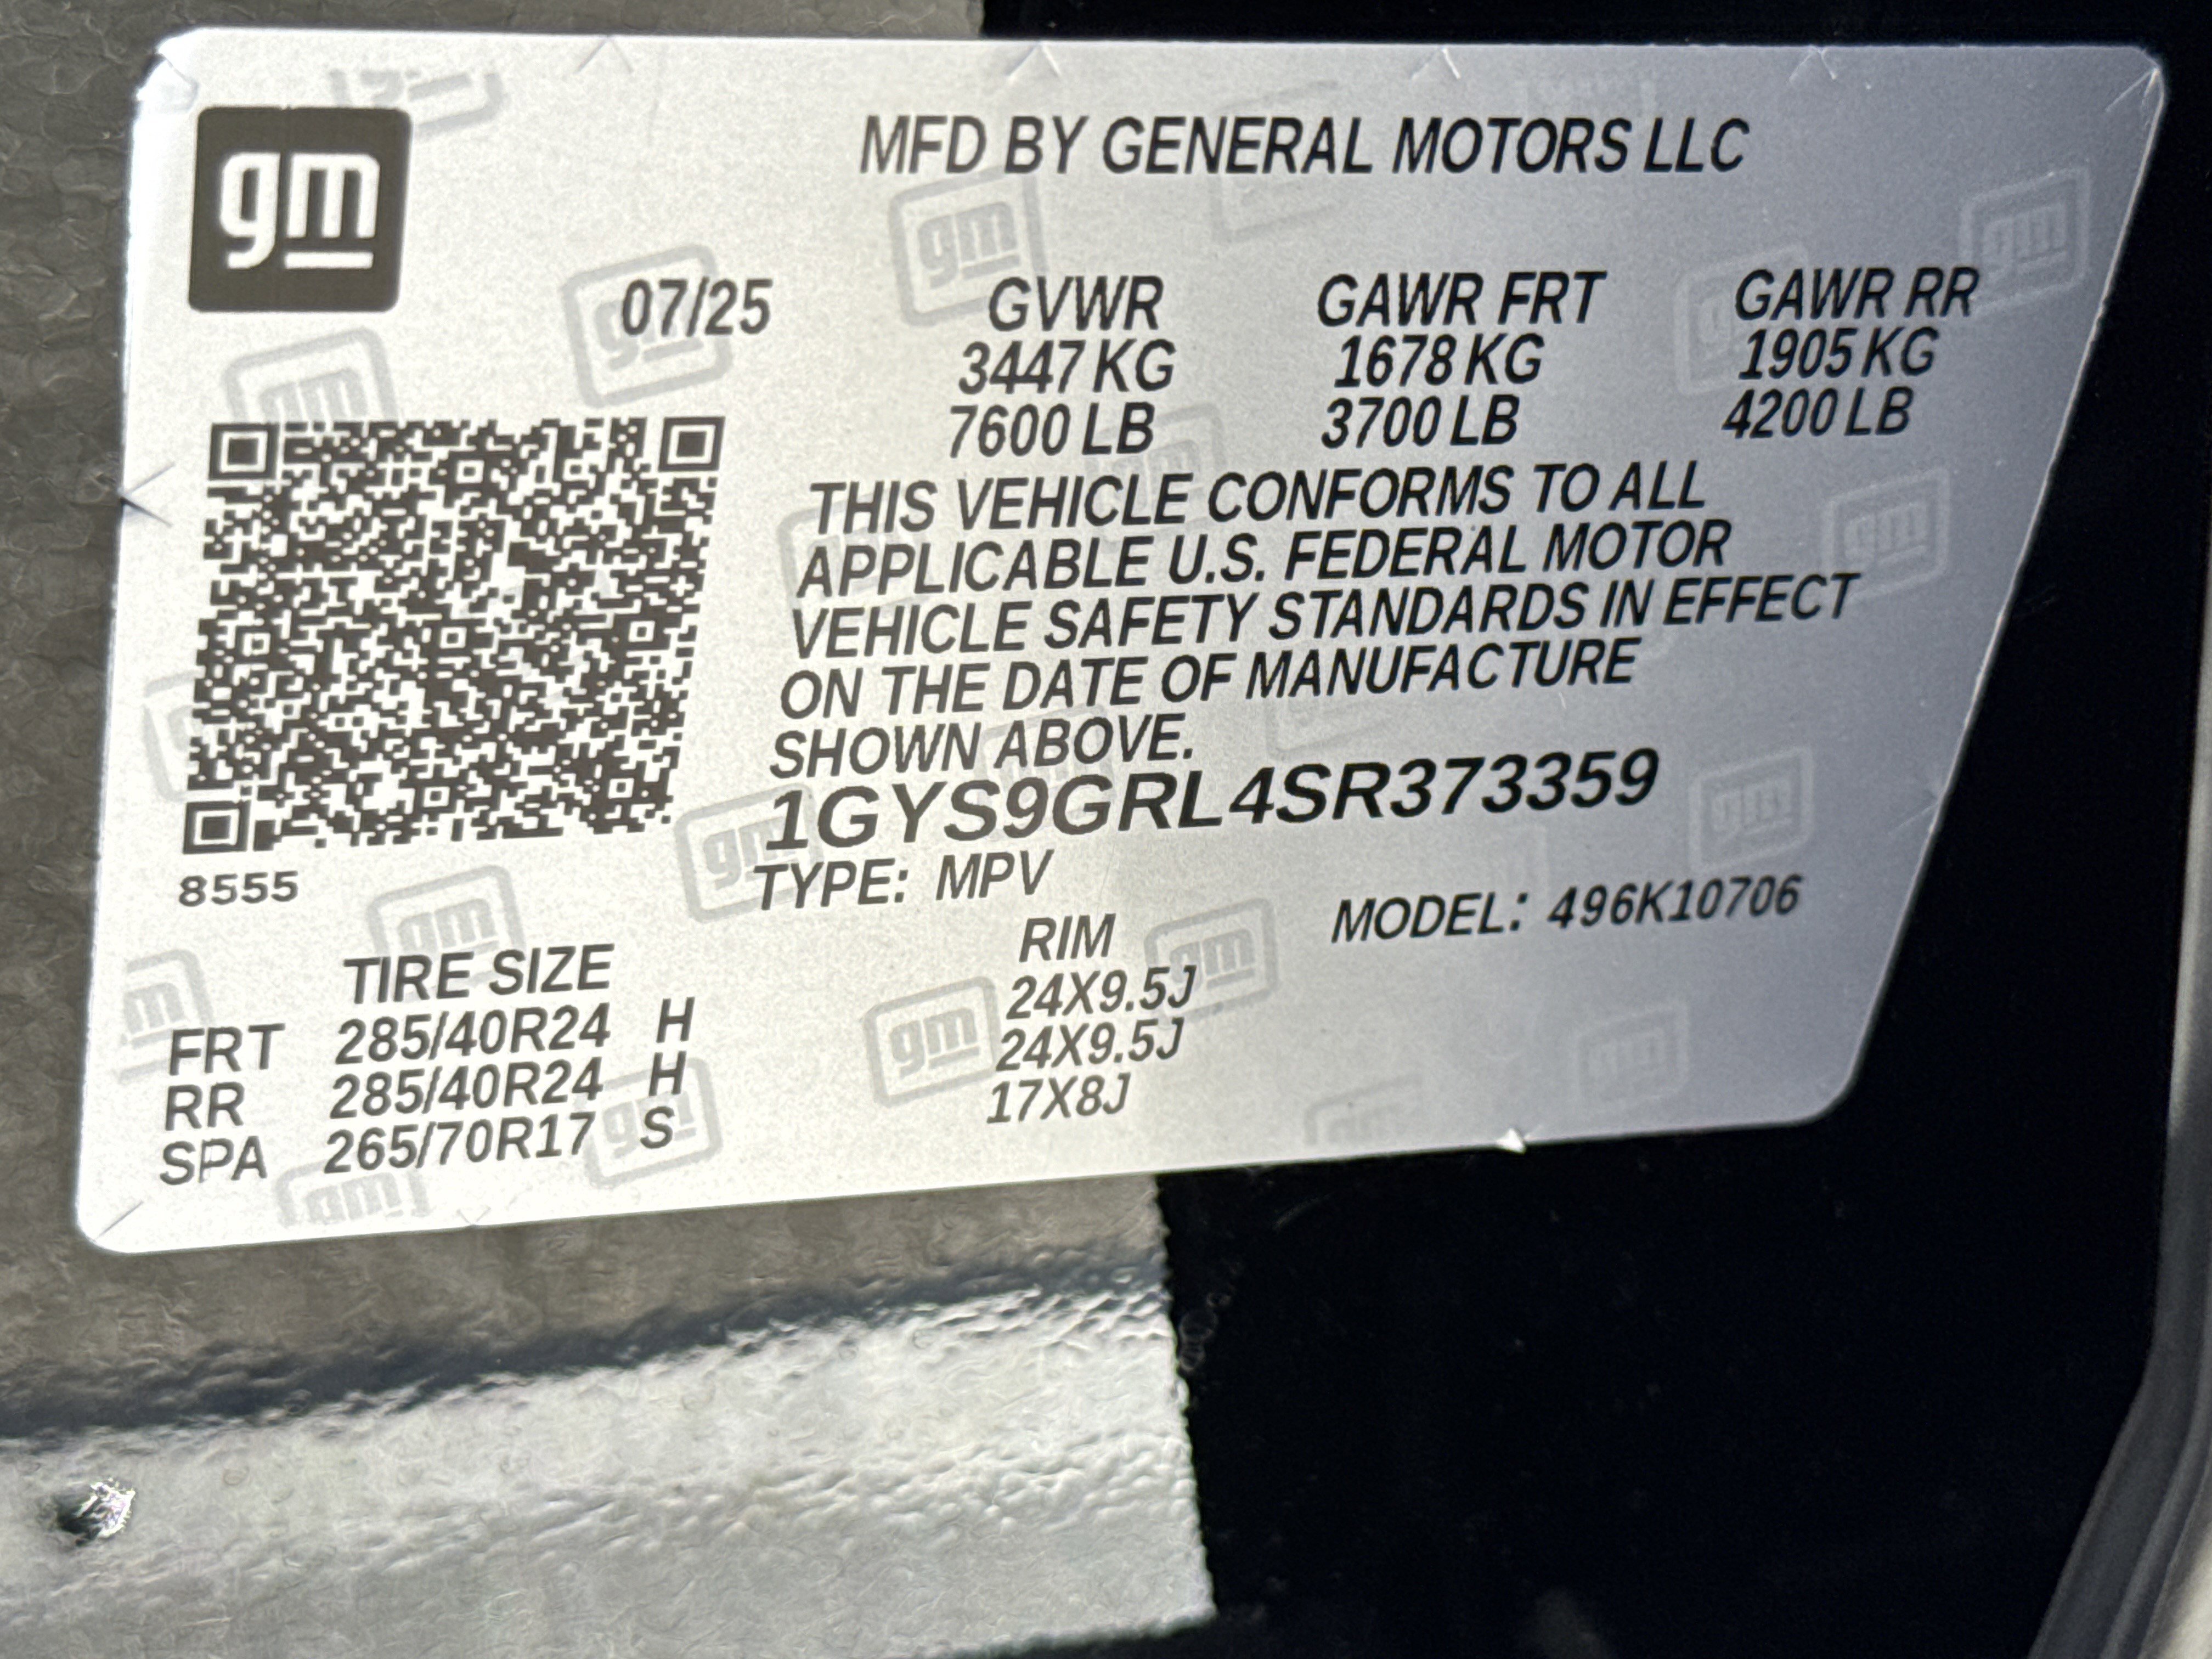 gm
MFD BY GENERAL MOTORS LLC
07/25 GVWR GAWR FRT GAWR RR
3447 KG 1678 KG 1905 KG
7600 LB 3700 LB 4200 LB
THIS VEHICLE CONFORMS TO ALL
APPLICABLE U.S. FEDERAL MOTOR
VEHICLE SAFETY STANDARDS IN EFFECT
ON THE DATE OF MANUFACTURE
SHOWN ABOVE.
1GYS9GRL4SR373359
8555
TYPE: MPV
MODEL: 496K10706
TIRE SIZE RIM
FRT 285/40R24 H 24X9.5J
RR 285/40R24 H 24X9.5J
SPA 265/70R17 S 17X8J